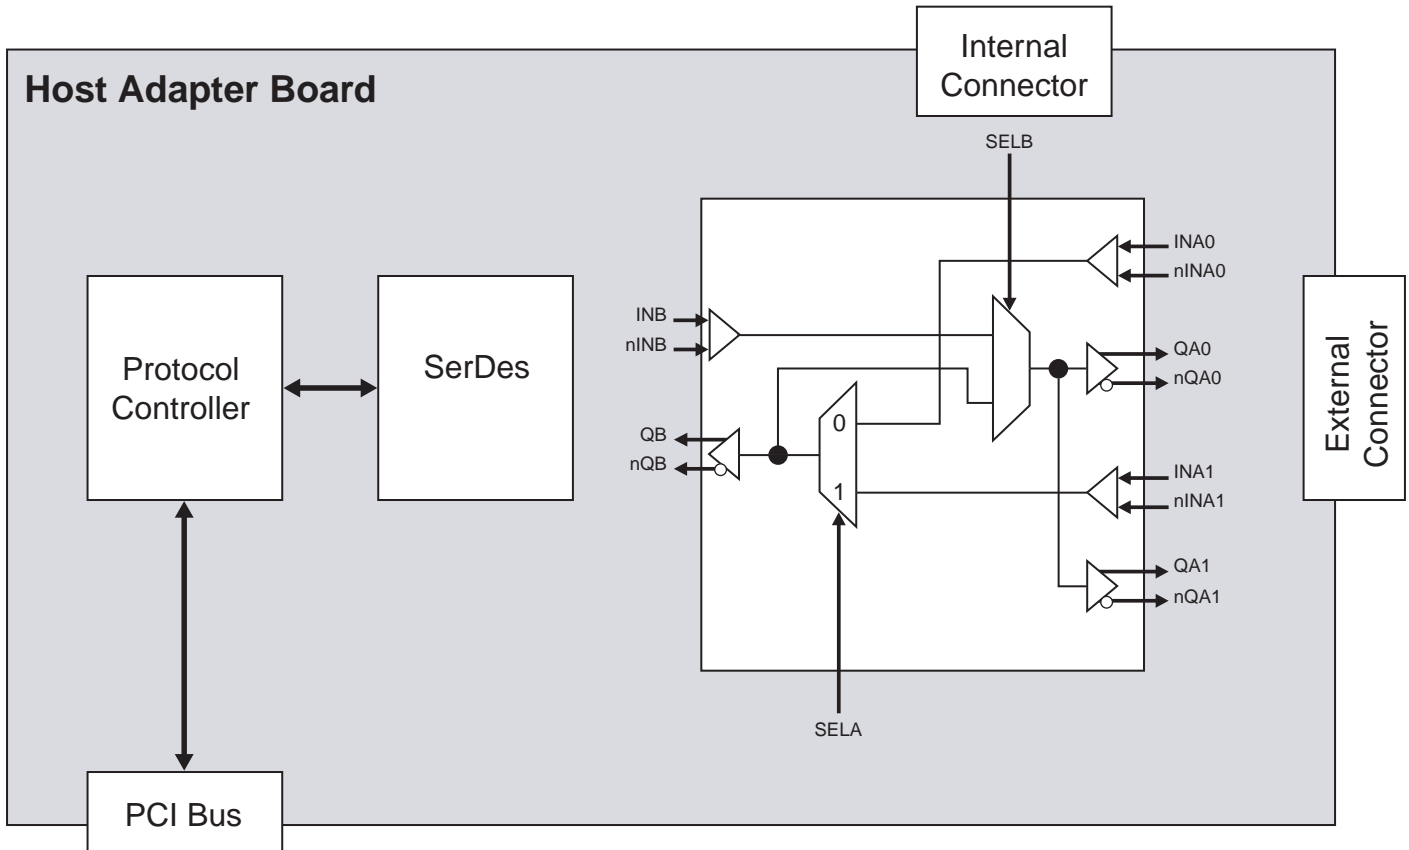 Internal
Connector
Host Adapter Board
SELB
INA0
nINA0
INB
nINB
Protocol
Controller
SerDes
QA0
nQA0
External
Connector
0
QB
nQB
1
INA1
nINA1
QA1
nQA1
SELA
PCI Bus